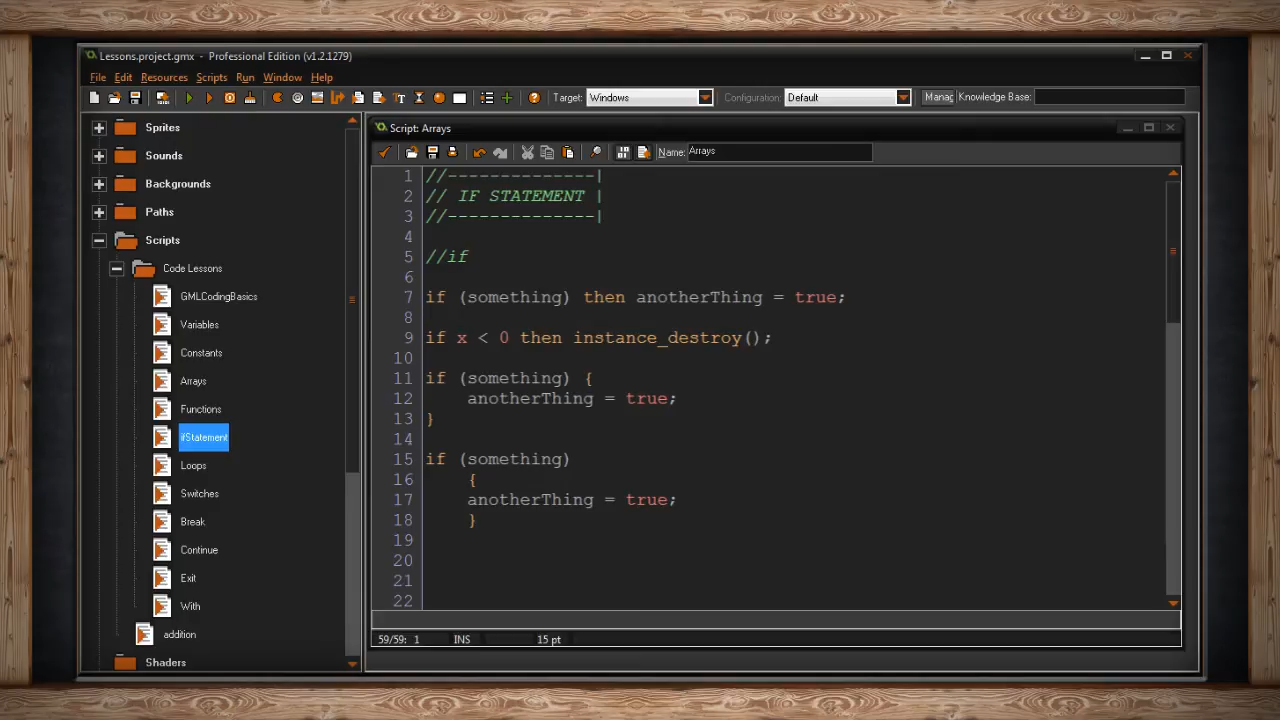 Lessons.project.gmx - Professional Edition (v1.2.1279)
File Edit Resources Scripts Run Window Help
Target: Windows Configuration: Default Manag Knowledge Base:
Sprites
Sounds
Backgrounds
Paths
Scripts
Code Lessons
GMLCodingBasics
Variables
Constants
Arrays
Functions
ifStatement
Loops
Switches
Break
Continue
Exit
With
addition
Shaders
Script: Arrays
Name: Arrays
1 //--------------|
2 // IF STATEMENT |
3 //--------------|
4
5 //if
6
7 if (something) then anotherThing = true;
8
9 if x < 0 then instance_destroy();
10
11 if (something) {
12 anotherThing = true;
13 }
14
15 if (something)
16 {
17 anotherThing = true;
18 }
19
20
21
22
59/59: 1 INS 15 pt